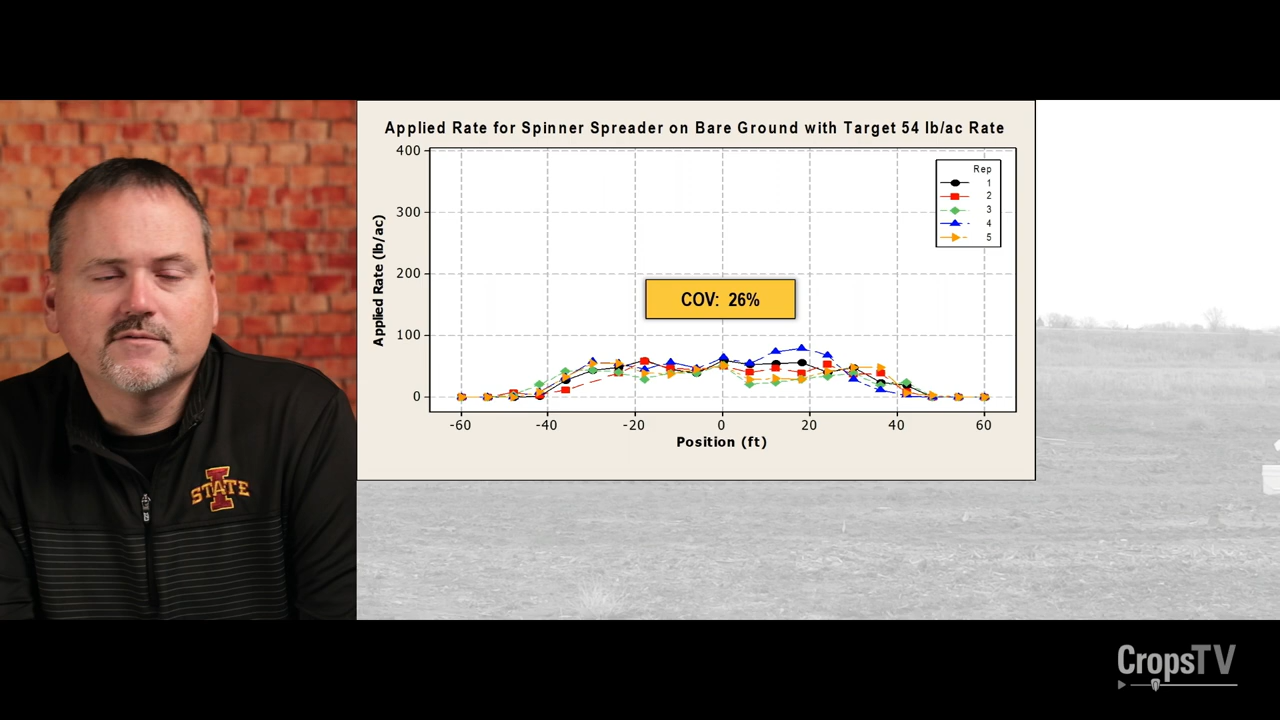 Applied Rate for Spinner Spreader on Bare Ground with Target 54 lb/ac Rate
400
300
200
100
0
Applied Rate (lb/ac)
Rep
1
2
3
4
5
COV: 26%
-60
-40
-20
0
20
40
60
Position (ft)
I
STATE
CropsTV